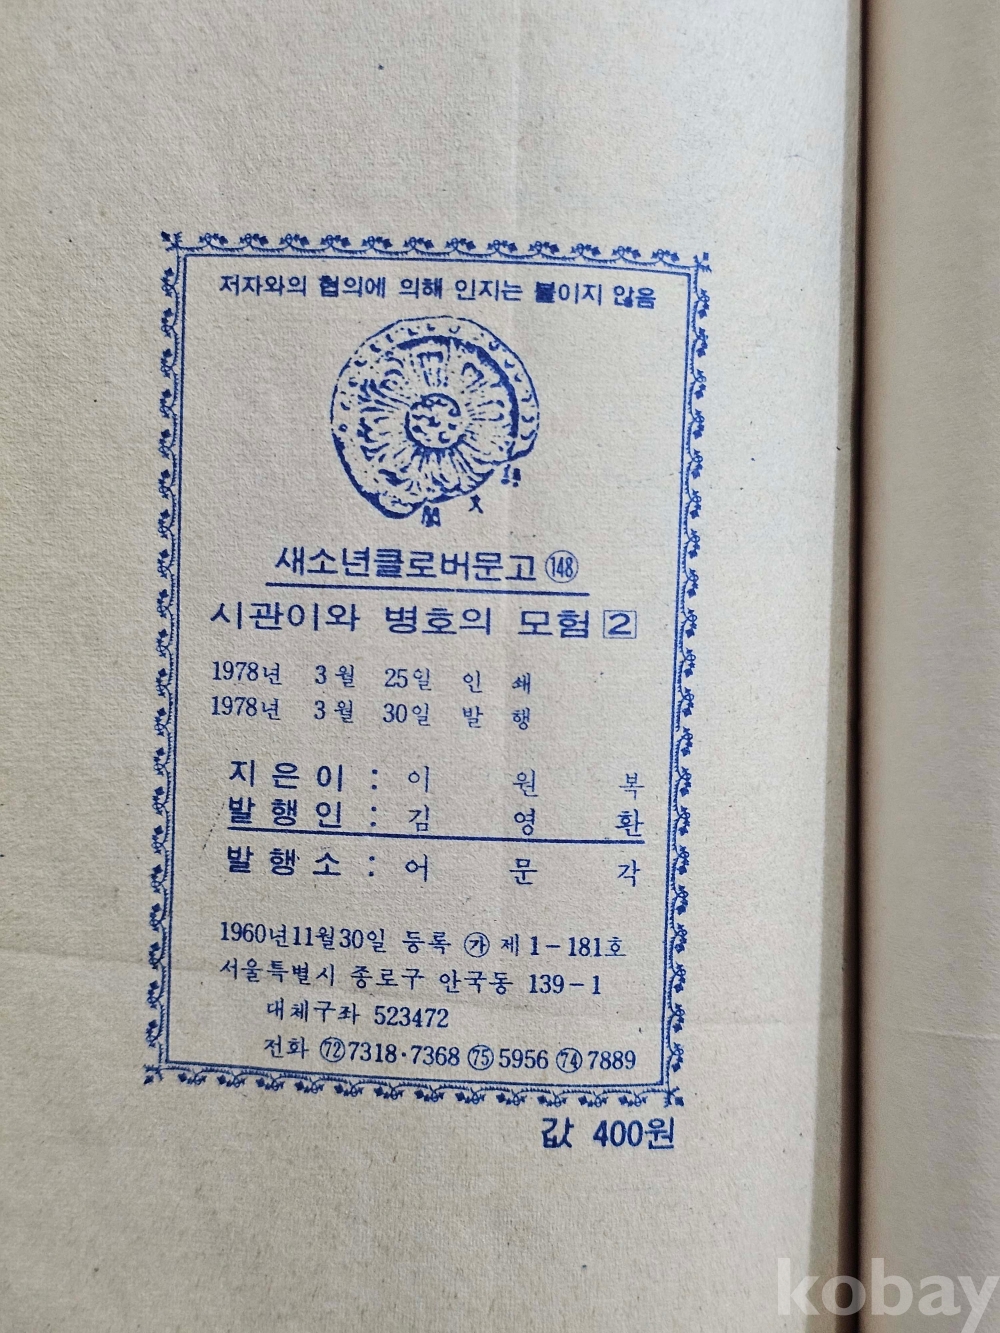 저자와의 협의에 의해 인지는 붙이지 않음
새소년클로버문고 148
시관이와 병호의 모험 2
1978년 3월 25일 인 쇄
1978년 3월 30일 발 행
지은이 : 이 원 복
발행인 : 김 영 환
발행소 : 어 문 각
1960년11월30일 등록 ㉮ 제1-181호
서울특별시 종로구 안국동 139-1
대체구좌 523472
전화 72 7318·7368 75 5956 74 7889
값 400원
kobay